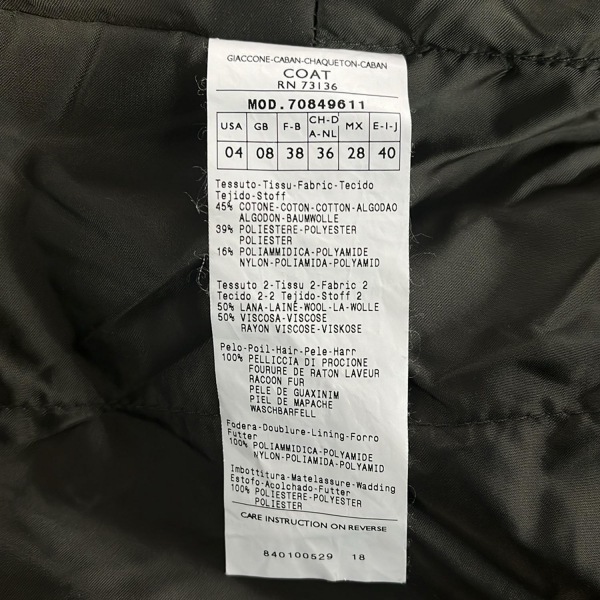 GIACCONE-CABAN-CHAQUETON-CABAN
COAT
RN 73136
MOD.70849611
USA GB F-B CH-D A-NL MX E-I-J
04 08 38 36 28 40
Tessuto-Tissu-Fabric-Tecido
Tejido-Stoff
45% COTONE-COTON-COTTON-ALGODAO
ALGODON-BAUMWOLLE
39% POLIESTERE-POLYESTER
POLIESTER
16% POLIAMMIDICA-POLYAMIDE
NYLON-POLIAMIDA-POLYAMID
Tessuto 2-Tissu 2-Fabric 2
Tecido 2-2 Tejido-Stoff 2
50% LANA-LAINE-WOOL-LA-WOLLE
50% VISCOSA-VISCOSE
RAYON VISCOSE-VISKOSE
Pelo-Poil-Hair-Pele-Harr
100% PELLICCIA DI PROCIONE
FOURURE DE RATON LAVEUR
RACOON FUR
PELE DE GUAXINIM
PIEL DE MAPACHE
WASCHBARFELL
Fodera-Doublure-Lining-Forro
Futter
100% POLIAMMIDICA-POLYAMIDE
NYLON-POLIAMIDA-POLYAMID
Imbottitura-Matelassure-Wadding
Estofo-Acolchado-Futter
100% POLIESTERE-POLYESTER
POLIESTER
CARE INSTRUCTION ON REVERSE
840100529 18